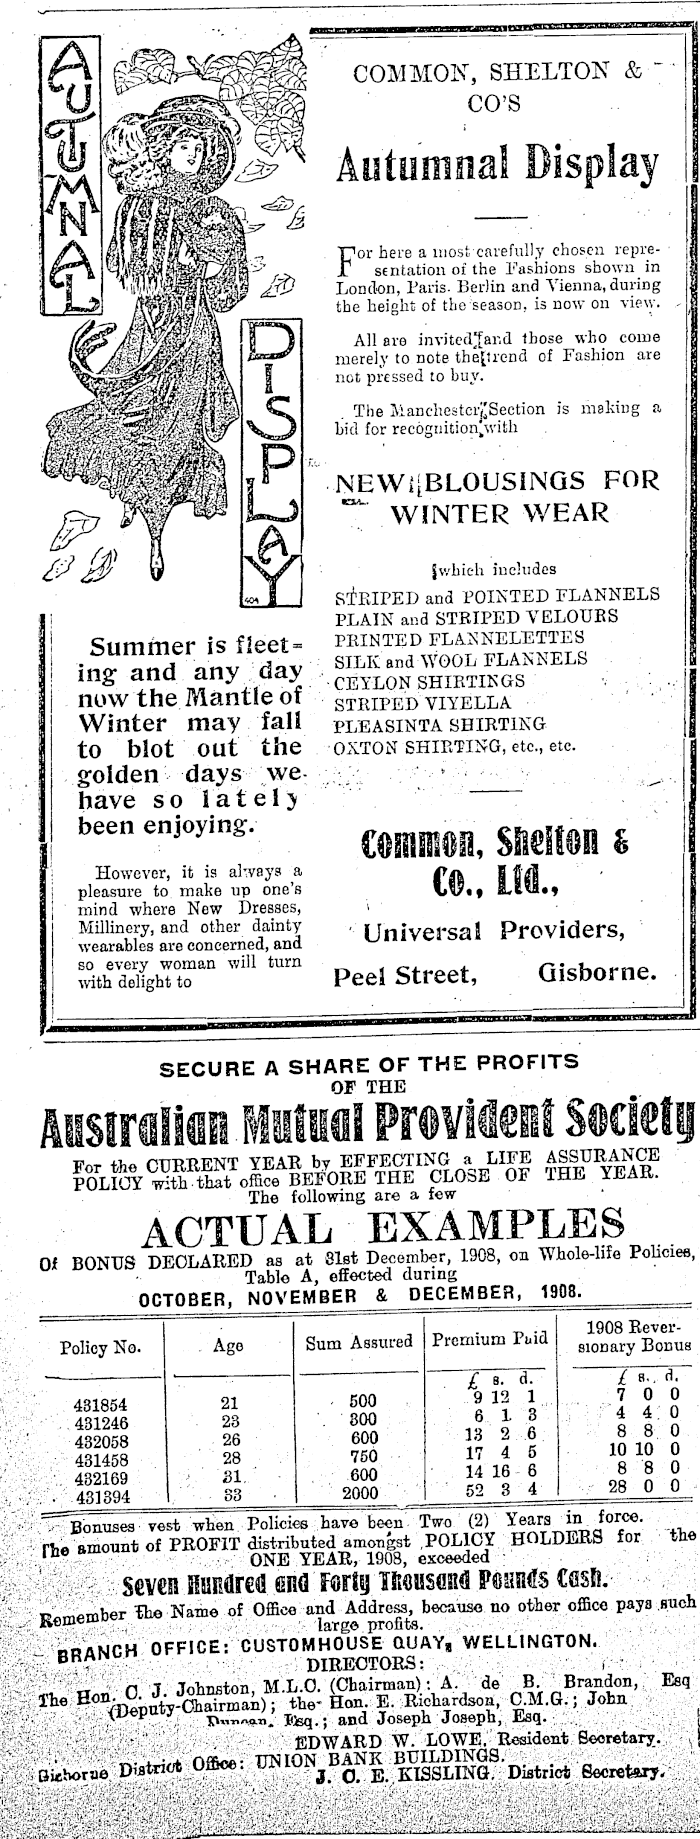 AUTUMNAL
DISPLAY
404
Summer is fleet=
ing and any day
now the Mantle of
Winter may fall
to blot out the
golden days we
have so lately
been enjoying.
However, it is always a
pleasure to make up one's
mind where New Dresses,
Millinery, and other dainty
wearables are concerned, and
so every woman will turn
with delight to
COMMON, SHELTON &
CO'S
Autumnal Display
For here a most carefully chosen repre-
sentation of the Fashions shown in
London, Paris. Berlin and Vienna, during
the height of the season, is now on view.
All are invited and those who come
merely to note the trend of Fashion are
not pressed to buy.
The Manchester Section is making a
bid for recognition with
NEW BLOUSINGS FOR
WINTER WEAR
which includes
STRIPED and POINTED FLANNELS
PLAIN and STRIPED VELOURS
PRINTED FLANNELETTES
SILK and WOOL FLANNELS
CEYLON SHIRTINGS
STRIPED VIYELLA
PLEASINTA SHIRTING
OXTON SHIRTING, etc., etc.
Common, Shelton &
Co., Ltd.,
Universal Providers,
Peel Street, Gisborne.
SECURE A SHARE OF THE PROFITS
OF THE
Australian Mutual Provident Society
For the CURRENT YEAR by EFFECTING a LIFE ASSURANCE
POLICY with that office BEFORE THE CLOSE OF THE YEAR.
The following are a few
ACTUAL EXAMPLES
Of BONUS DECLARED as at 31st December, 1908, on Whole-life Policies,
Table A, effected during
OCTOBER, NOVEMBER & DECEMBER, 1908.
Policy No. Age Sum Assured Premium Paid 1908 Rever-
sionary Bonus
£ s. d. £ s. d.
431854 21 500 9 12 1 7 0 0
431246 23 300 6 1 3 4 4 0
432058 26 600 13 2 6 8 8 0
431458 28 750 17 4 5 10 10 0
432169 31 600 14 16 6 8 8 0
431394 33 2000 52 3 4 28 0 0
Bonuses vest when Policies have been Two (2) Years in force.
The amount of PROFIT distributed amongst POLICY HOLDERS for the
ONE YEAR, 1908, exceeded
Seven Hundred and Forty Thousand Pounds Cash.
Remember the Name of Office and Address, because no other office pays such
large profits.
BRANCH OFFICE: CUSTOMHOUSE QUAY, WELLINGTON.
DIRECTORS:
The Hon. C. J. Johnston, M.L.C. (Chairman): A. de B. Brandon, Esq
(Deputy-Chairman); the Hon. E. Richardson, C.M.G.; John
Duncan, Esq.; and Joseph Joseph, Esq.
EDWARD W. LOWE, Resident Secretary.
Gisborne District Office: UNION BANK BUILDINGS.
J. C. E. KISSLING, District Secretary.